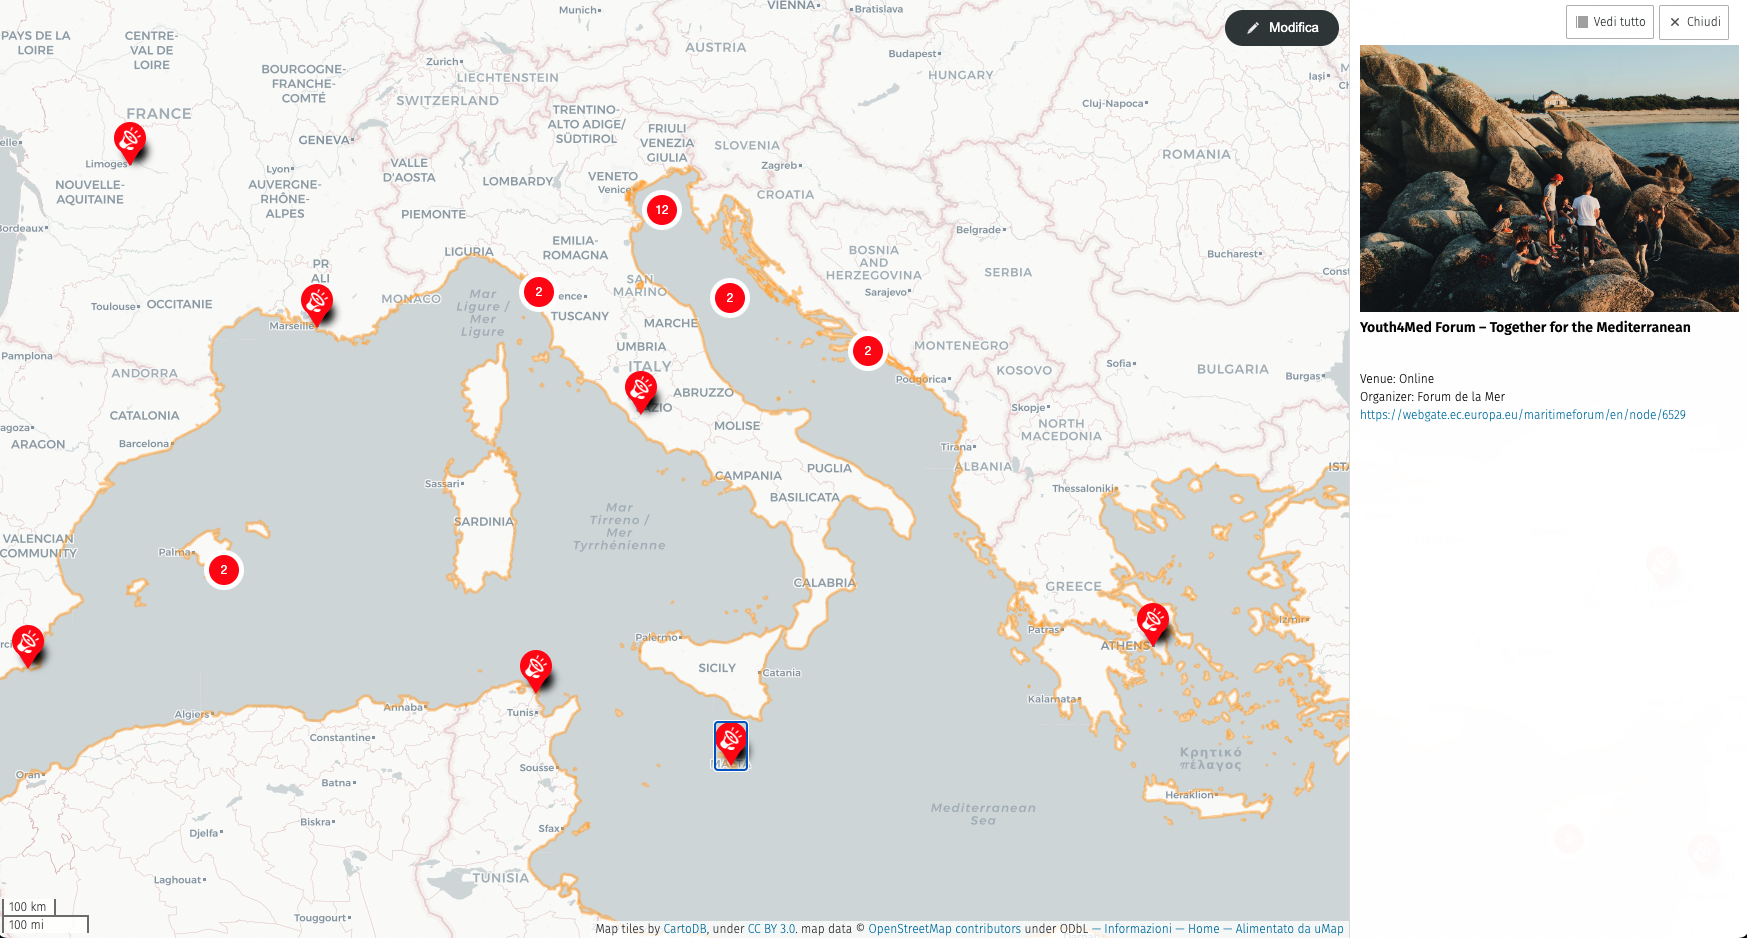 Modifica
Vedi tutto
Chiudi
Youth4Med Forum – Together for the Mediterranean
Venue: Online
Organizer: Forum de la Mer
https://webgate.ec.europa.eu/maritimeforum/en/node/6529
Munich
VIENNA
Bratislava
PAYS DE LA
LOIRE
CENTRE-
VAL DE
LOIRE
AUSTRIA
Budapest
Zurich
LIECHTENSTEIN
HUNGARY
Iași
BOURGOGNE-
FRANCHE-
COMTÉ
SWITZERLAND
Cluj-Napoca
FRANCE
TRENTINO-
ALTO ADIGE/
SÜDTIROL
FRIULI
VENEZIA
GIULIA
GENEVA
SLOVENIA
ROMANIA
Limoges
Lyon
VALLE
D'AOSTA
LOMBARDY
VENETO
Venice
Zagreb
CROATIA
NOUVELLE-
AQUITAINE
AUVERGNE-
RHÔNE-
ALPES
PIEMONTE
12
Bordeaux
Belgrade
EMILIA-
ROMAGNA
LIGURIA
BOSNIA
AND
HERZEGOVINA
Bucharest
PR
ALI
SERBIA
SAN
MARINO
Sarajevo
Toulouse
OCCITANIE
MONACO
Mar
Ligure /
Mer
Ligure
2
ence
2
TUSCANY
MARCHE
Marseille
UMBRIA
2
MONTENEGRO
Pamplona
ANDORRA
ITALY
KOSOVO
Sofia
BULGARIA
Burgas
Podgorica
ABRUZZO
AZIO
Skopje
CATALONIA
MOLISE
NORTH
MACEDONIA
agoza
ARAGON
Barcelona
Tirana
ALBANIA
PUGLIA
CAMPANIA
BASILICATA
ISTA
Sassari
Thessaloniki
Mar
Tirreno /
Mer
Tyrrhénienne
SARDINIA
VALENCIAN
COMMUNITY
Palma
2
CALABRIA
GREECE
Izmir
Patras
ATHENS
Palermo
SICILY
Catania
Kalamata
Algiers
Annaba
Tunis
Constantine
Κρητικό
πέλαγος
MALTA
Oran
Batna
Sousse
Heraklion
Mediterranean
Sea
Djelfa
Biskra
Sfax
Laghouat
TUNISIA
Touggourt
100 km
100 mi
Map tiles by CartoDB, under CC BY 3.0. map data © OpenStreetMap contributors under ODbL — Informazioni — Home — Alimentato da uMap